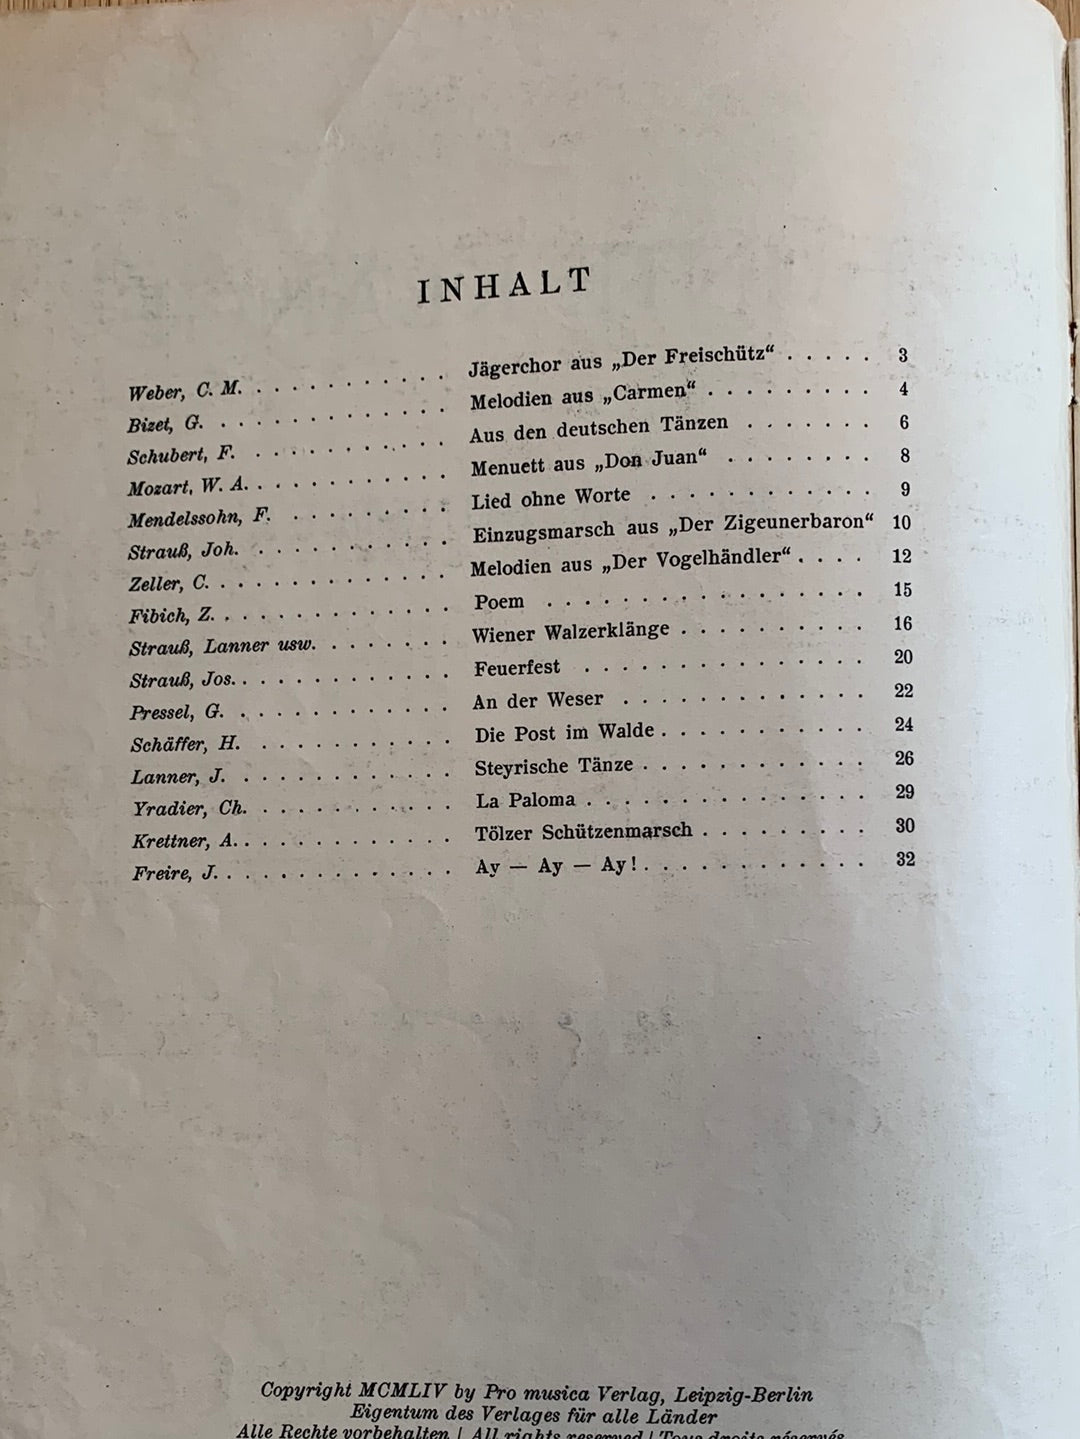 INHALT
Weber, C. M. . . . . . . . . . . . Jägerchor aus „Der Freischütz“ . . . . . 3
Bizet, G. . . . . . . . . . . . . Melodien aus „Carmen“ . . . . . . . . . 4
Schubert, F. . . . . . . . . . . . Aus den deutschen Tänzen . . . . . . . 6
Mozart, W. A. . . . . . . . . . . . Menuett aus „Don Juan“ . . . . . . . . 8
Mendelssohn, F. . . . . . . . . . Lied ohne Worte . . . . . . . . . . . . 9
Strauß, Joh. . . . . . . . . . . . Einzugsmarsch aus „Der Zigeunerbaron“ 10
Zeller, C. . . . . . . . . . . . . Melodien aus „Der Vogelhändler“ . . . . 12
Fibich, Z. . . . . . . . . . . . . Poem . . . . . . . . . . . . . . . . . 15
Strauß, Lanner usw. . . . . . . . Wiener Walzerklänge . . . . . . . . . . 16
Strauß, Jos. . . . . . . . . . . . Feuerfest . . . . . . . . . . . . . . . 20
Pressel, G. . . . . . . . . . . . . An der Weser . . . . . . . . . . . . . 22
Schäffer, H. . . . . . . . . . . . Die Post im Walde . . . . . . . . . . . 24
Lanner, J. . . . . . . . . . . . . Steyrische Tänze . . . . . . . . . . . . 26
Yradier, Ch. . . . . . . . . . . . La Paloma . . . . . . . . . . . . . . . 29
Krettner, A. . . . . . . . . . . . Tölzer Schützenmarsch . . . . . . . . . 30
Freire, J. . . . . . . . . . . . . Ay — Ay — Ay! . . . . . . . . . . . . 32
Copyright MCMLIV by Pro musica Verlag, Leipzig-Berlin
Eigentum des Verlages für alle Länder
Alle Rechte vorbehalten | All rights reserved | Tous droits réservés